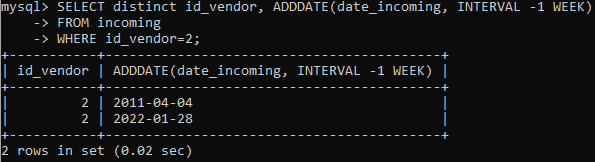 mysql> SELECT distinct id_vendor, ADDDATE(date_incoming, INTERVAL -1 WEEK)
    -> FROM incoming
    -> WHERE id_vendor=2;
+-----------+------------------------------------------+
| id_vendor | ADDDATE(date_incoming, INTERVAL -1 WEEK) |
+-----------+------------------------------------------+
|         2 | 2011-04-04                               |
|         2 | 2022-01-28                               |
+-----------+------------------------------------------+
2 rows in set (0.02 sec)